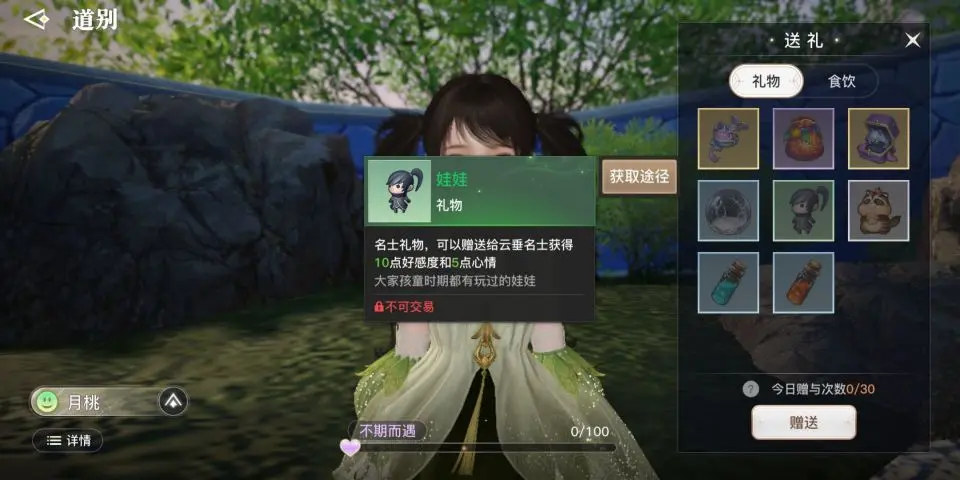 道别
送礼
礼物
食饮
娃娃
礼物
获取途径
名士礼物，可以赠送给云垂名士获得
10点好感度和5点心情
大家孩童时期都有玩过的娃娃
不可交易
月桃
详情
不期而遇
0/100
? 今日赠与次数0/30
赠送